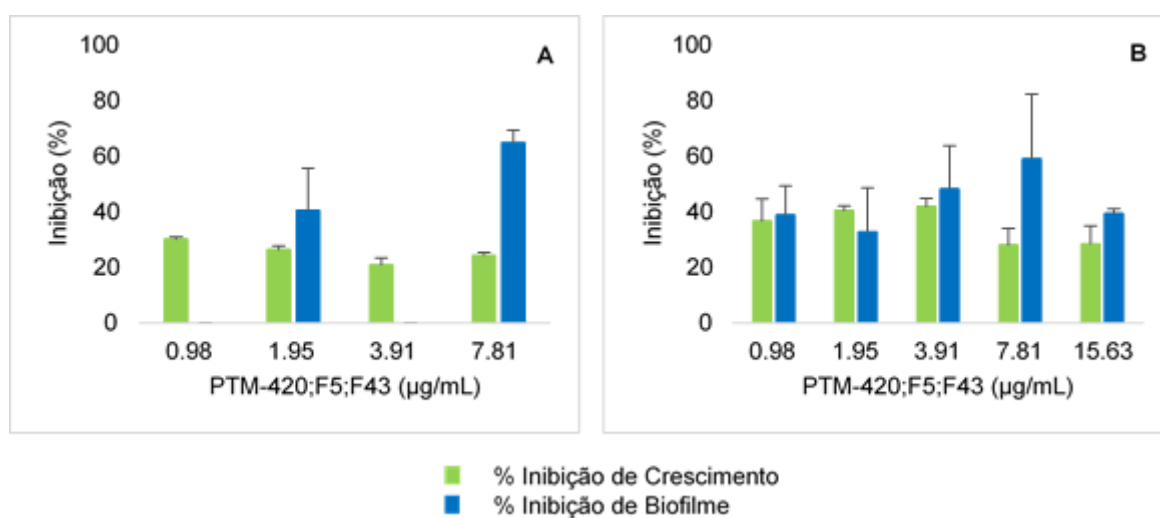 A
Inibição (%)
100
80
60
40
20
0
0.98 1.95 3.91 7.81
PTM-420;F5;F43 (µg/mL)
B
Inibição (%)
100
80
60
40
20
0
0.98 1.95 3.91 7.81 15.63
PTM-420;F5;F43 (µg/mL)
% Inibição de Crescimento
% Inibição de Biofilme